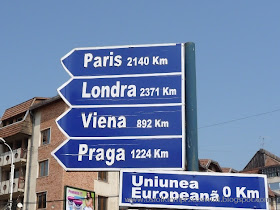 Paris 2140 Km
Londra 2371 Km
Viena 892 Km
Praga 1224 Km
Uniunea
Europeană 0 Km